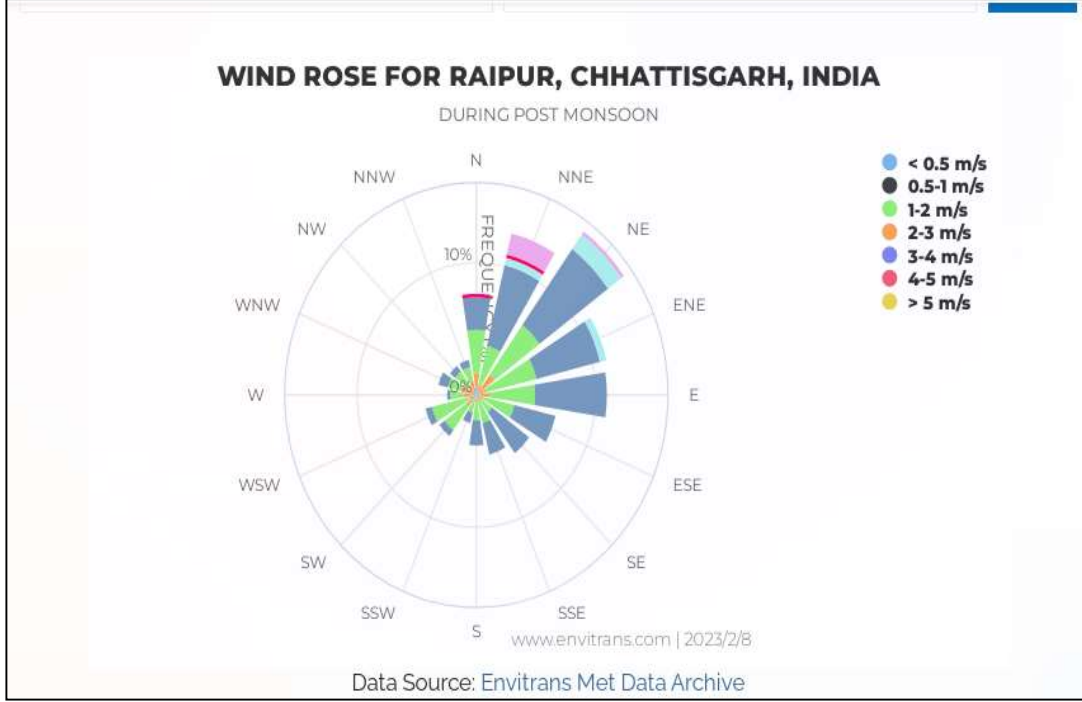 WIND ROSE FOR RAIPUR, CHHATTISGARH, INDIA
DURING POST MONSOON
N
NNE
NE
ENE
E
ESE
SE
SSE
S
SSW
SW
WSW
W
WNW
NW
NNW
10%
0%
< 0.5 m/s
0.5-1 m/s
1-2 m/s
2-3 m/s
3-4 m/s
4-5 m/s
> 5 m/s
www.envitrans.com | 2023/2/8
Data Source: Envitrans Met Data Archive